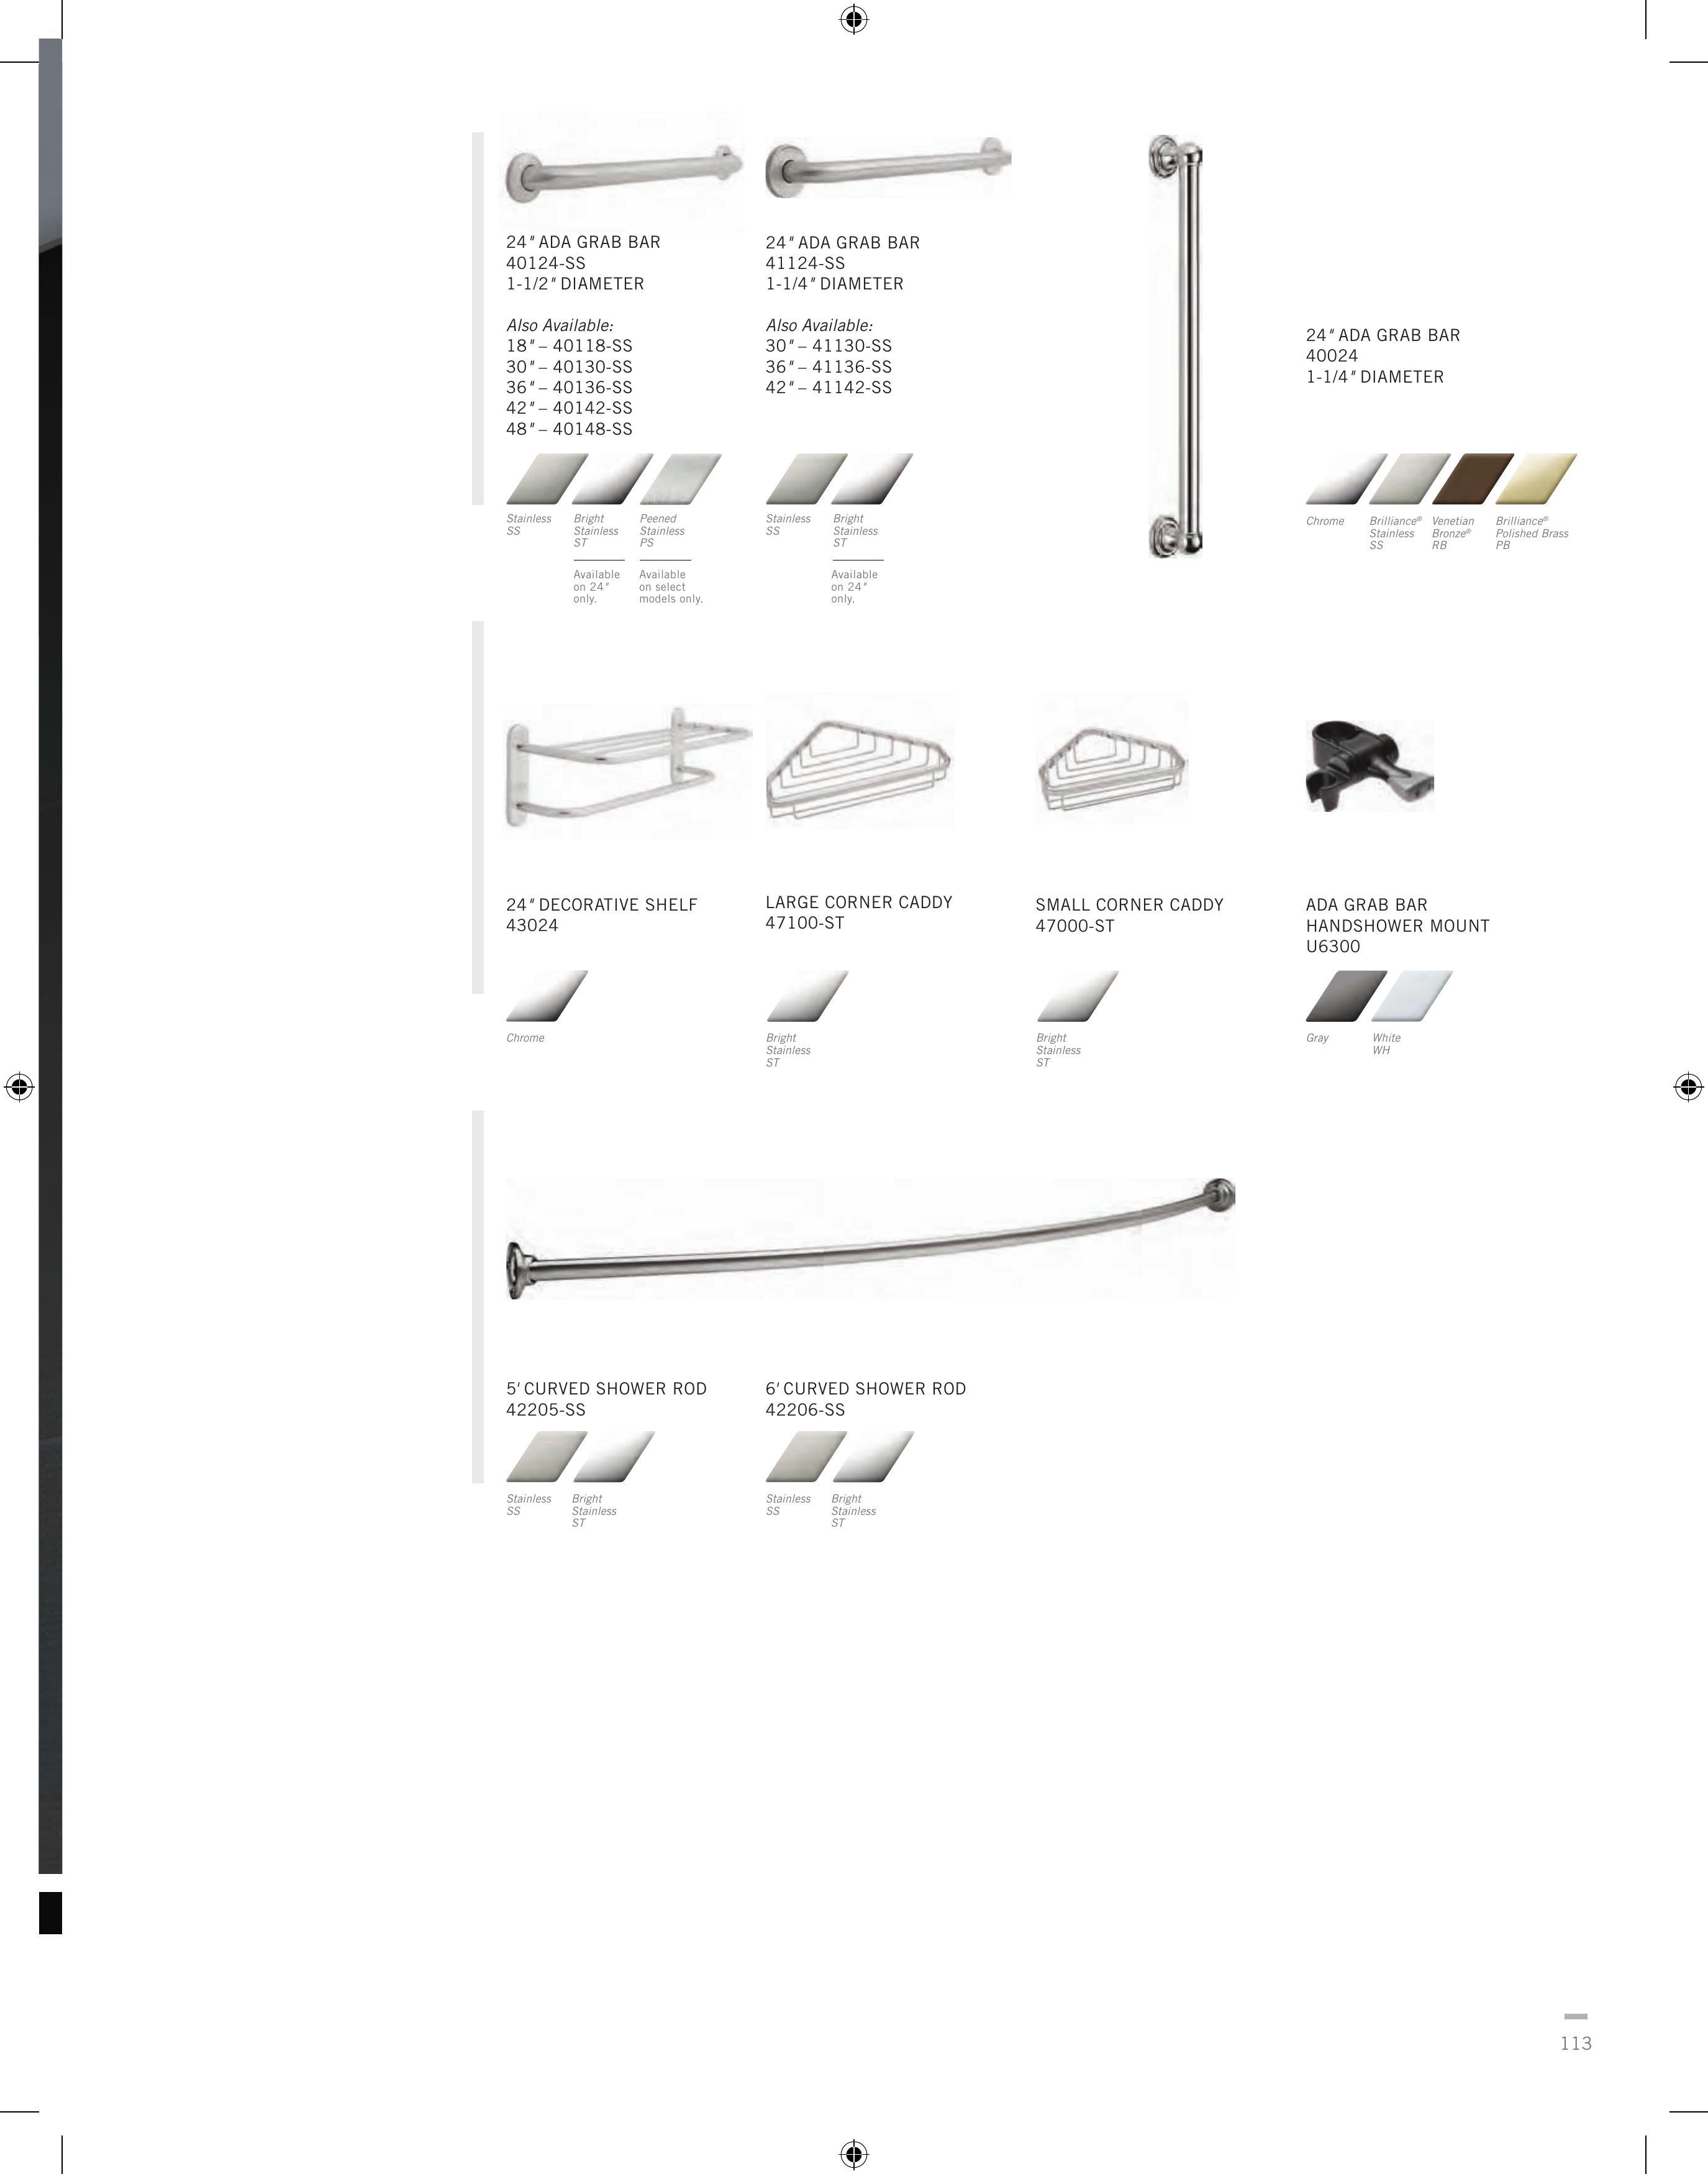 24" ADA GRAB BAR
40124-SS
1-1/2" DIAMETER
Also Available:
18" – 40118-SS
30" – 40130-SS
36" – 40136-SS
42" – 40142-SS
48" – 40148-SS
Stainless
SS
Bright
Stainless
ST
Available
on 24"
only.
Peened
Stainless
PS
Available
on select
models only.
24" ADA GRAB BAR
41124-SS
1-1/4" DIAMETER
Also Available:
30" – 41130-SS
36" – 41136-SS
42" – 41142-SS
Stainless
SS
Bright
Stainless
ST
Available
on 24"
only.
24" ADA GRAB BAR
40024
1-1/4" DIAMETER
Chrome
Brilliance®
Stainless
SS
Venetian
Bronze®
RB
Brilliance®
Polished Brass
PB
24" DECORATIVE SHELF
43024
Chrome
LARGE CORNER CADDY
47100-ST
Bright
Stainless
ST
SMALL CORNER CADDY
47000-ST
Bright
Stainless
ST
ADA GRAB BAR
HANDSHOWER MOUNT
U6300
Gray
White
WH
5' CURVED SHOWER ROD
42205-SS
Stainless
SS
Bright
Stainless
ST
6' CURVED SHOWER ROD
42206-SS
Stainless
SS
Bright
Stainless
ST
113